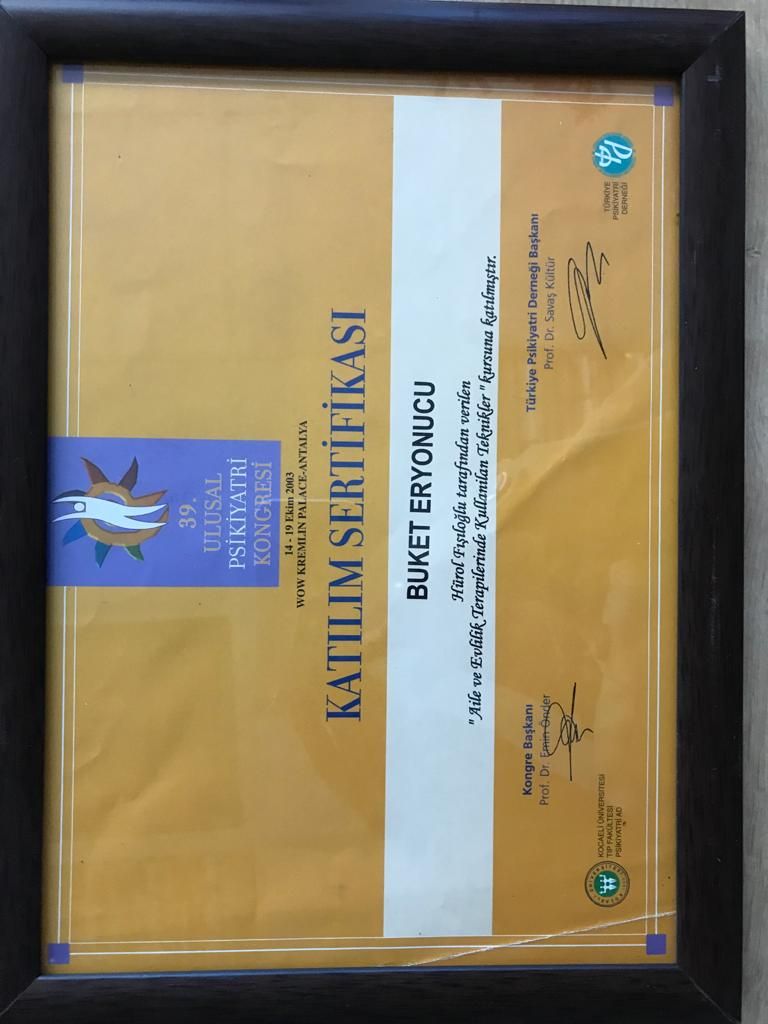 39.
ULUSAL
PSİKİYATRİ
KONGRESİ
14 - 19 Ekim 2003
WOW KREMLIN PALACE-ANTALYA
KATILIM SERTİFİKASI
BUKET ERYONUCU
Hürol Fışıloğlu tarafından verilen
" Aile ve Evlilik Terapilerinde Kullanılan Teknikler " kursuna katılmıştır.
Kongre Başkanı
Prof. Dr. Emin Önder
Türkiye Psikiyatri Derneği Başkanı
Prof. Dr. Savaş Kültür
KOCAELİ ÜNİVERSİTESİ
TIP FAKÜLTESİ
PSİKİYATRİ AD
TÜRKİYE
PSİKİYATRİ
DERNEĞİ